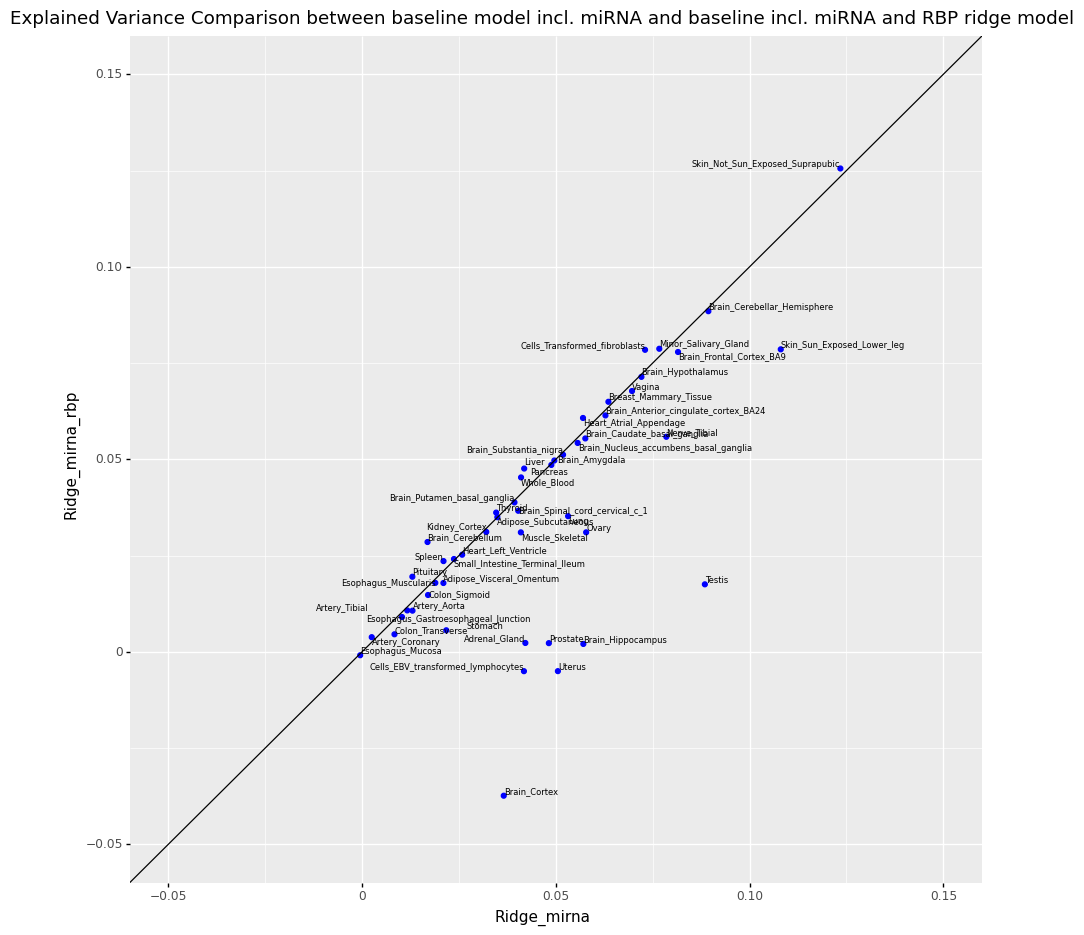 Explained Variance Comparison between baseline model incl. miRNA and baseline incl. miRNA and RBP ridge model
0.15
Skin_Not_Sun_Exposed_Suprapubic
0.10
Brain_Cerebellar_Hemisphere
Cells_Transformed_fibroblasts
Minor_Salivary_Gland
Skin_Sun_Exposed_Lower_leg
Brain_Frontal_Cortex_BA9
Brain_Hypothalamus
Vagina
Breast_Mammary_Tissue
Brain_Anterior_cingulate_cortex_BA24
Heart_Atrial_Appendage
Brain_Caudate_basal_ganglia
Nerve_Tibial
Brain_Substantia_nigra
Brain_Nucleus_accumbens_basal_ganglia
0.05
Liver
Brain_Amygdala
Pancreas
Whole_Blood
Brain_Putamen_basal_ganglia
Thyroid
Brain_Spinal_cord_cervical_c_1
Adipose_Subcutaneous
Lung
Kidney_Cortex
Ovary
Brain_Cerebellum
Muscle_Skeletal
Heart_Left_Ventricle
Spleen
Small_Intestine_Terminal_Ileum
Pituitary
Esophagus_Muscularis
Adipose_Visceral_Omentum
Testis
Colon_Sigmoid
Artery_Tibial
Artery_Aorta
Esophagus_Gastroesophageal_Junction
Stomach
Colon_Transverse
Artery_Coronary
Adrenal_Gland
Prostate
Brain_Hippocampus
0
Esophagus_Mucosa
Cells_EBV_transformed_lymphocytes
Uterus
Brain_Cortex
−0.05
Ridge_mirna_rbp
−0.05
0
0.05
0.10
0.15
Ridge_mirna